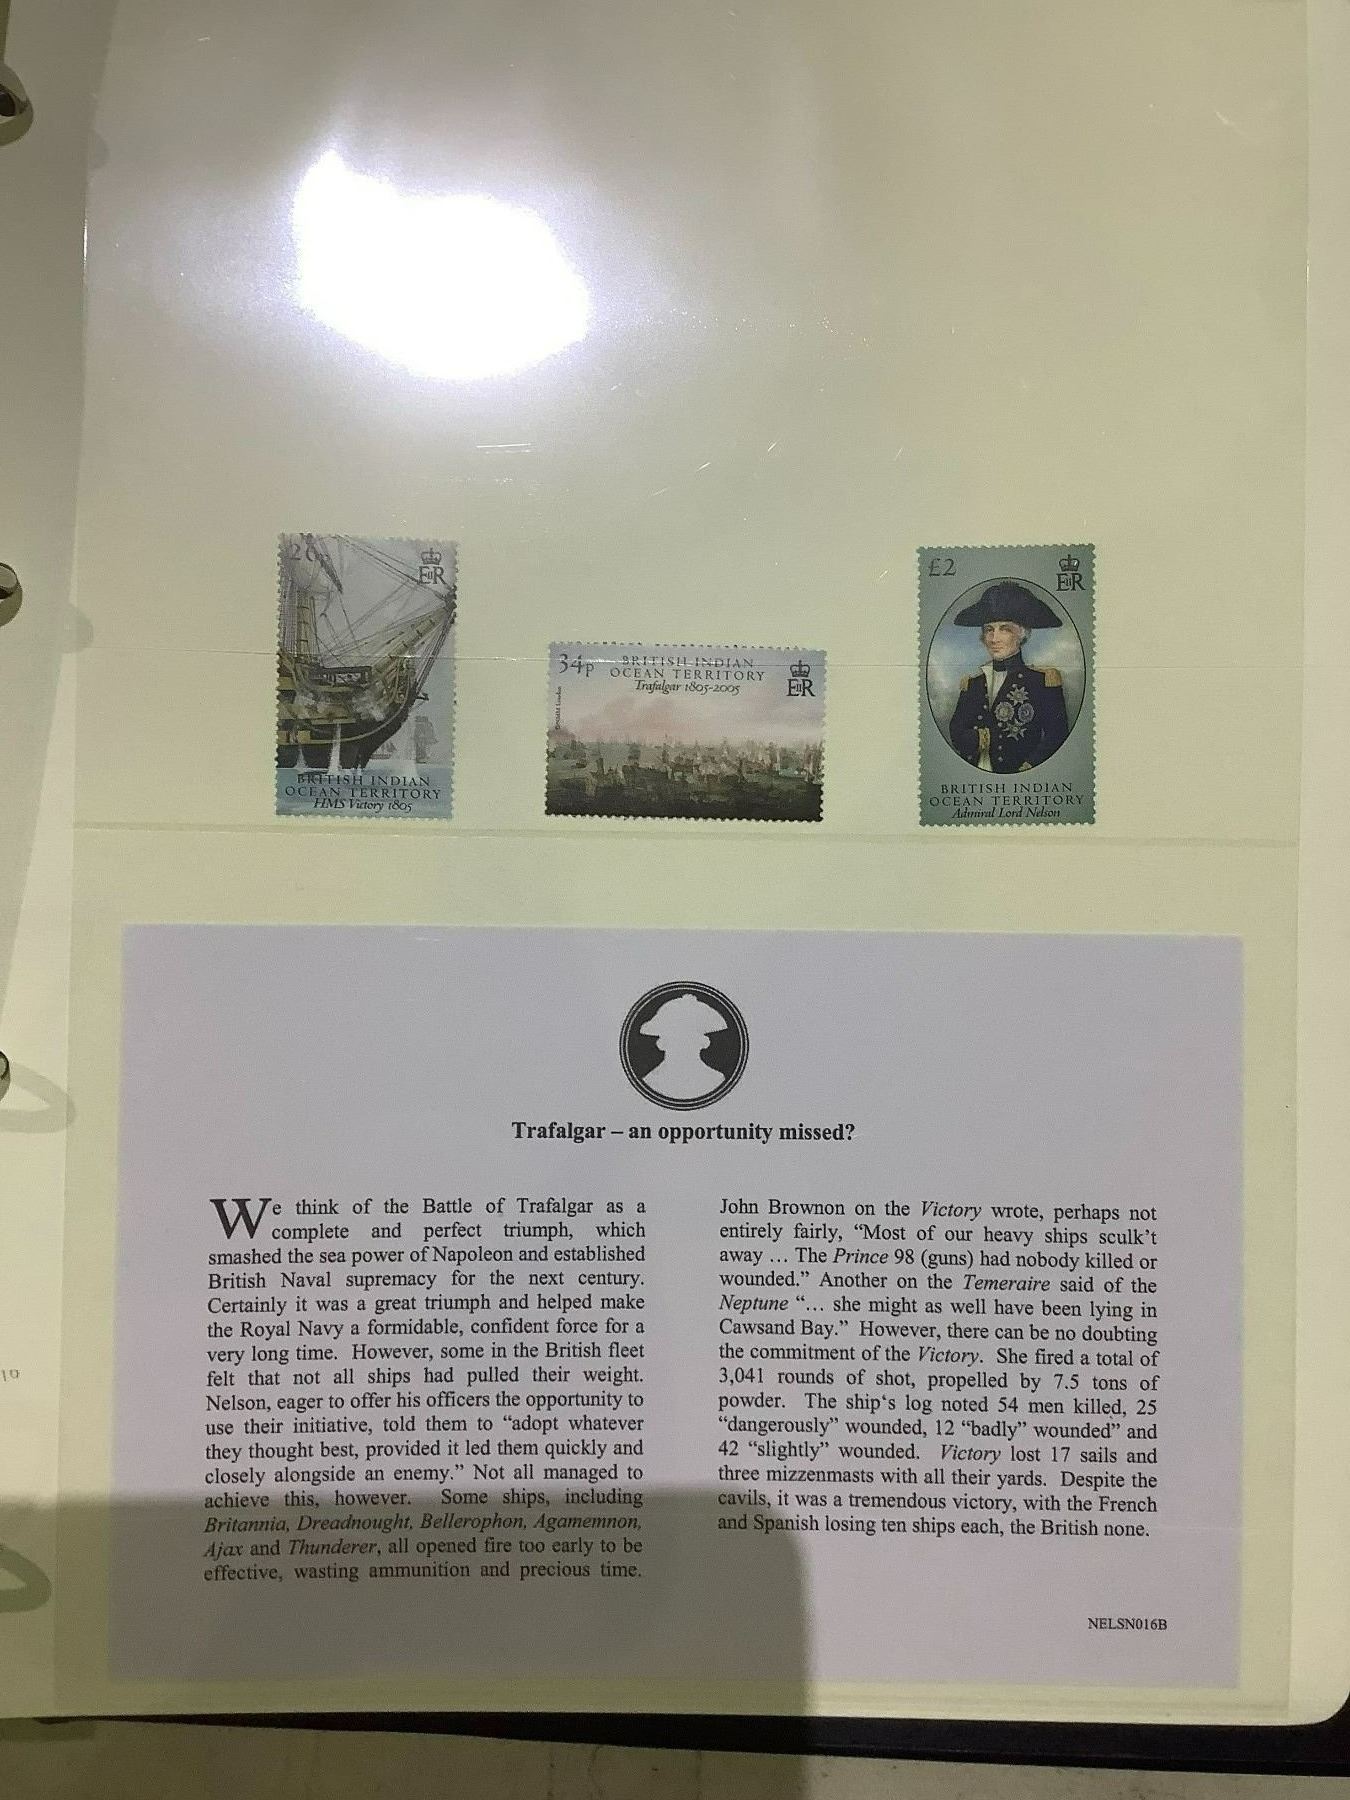 26p
EIIR
BRITISH INDIAN
OCEAN TERRITORY
HMS Victory 1805
34p
BRITISH INDIAN
OCEAN TERRITORY
Trafalgar 1805-2005
EIIR
£2
EIIR
BRITISH INDIAN
OCEAN TERRITORY
Admiral Lord Nelson
Trafalgar – an opportunity missed?
We think of the Battle of Trafalgar as a
complete and perfect triumph, which
smashed the sea power of Napoleon and established
British Naval supremacy for the next century.
Certainly it was a great triumph and helped make
the Royal Navy a formidable, confident force for a
very long time. However, some in the British fleet
felt that not all ships had pulled their weight.
Nelson, eager to offer his officers the opportunity to
use their initiative, told them to “adopt whatever
they thought best, provided it led them quickly and
closely alongside an enemy.” Not all managed to
achieve this, however. Some ships, including
Britannia, Dreadnought, Bellerophon, Agamemnon,
Ajax and Thunderer, all opened fire too early to be
effective, wasting ammunition and precious time.
John Brownon on the Victory wrote, perhaps not
entirely fairly, “Most of our heavy ships sculk’t
away … The Prince 98 (guns) had nobody killed or
wounded.” Another on the Temeraire said of the
Neptune “… she might as well have been lying in
Cawsand Bay.” However, there can be no doubting
the commitment of the Victory. She fired a total of
3,041 rounds of shot, propelled by 7.5 tons of
powder. The ship‘s log noted 54 men killed, 25
“dangerously” wounded, 12 “badly” wounded” and
42 “slightly” wounded. Victory lost 17 sails and
three mizzenmasts with all their yards. Despite the
cavils, it was a tremendous victory, with the French
and Spanish losing ten ships each, the British none.
NELSN016B